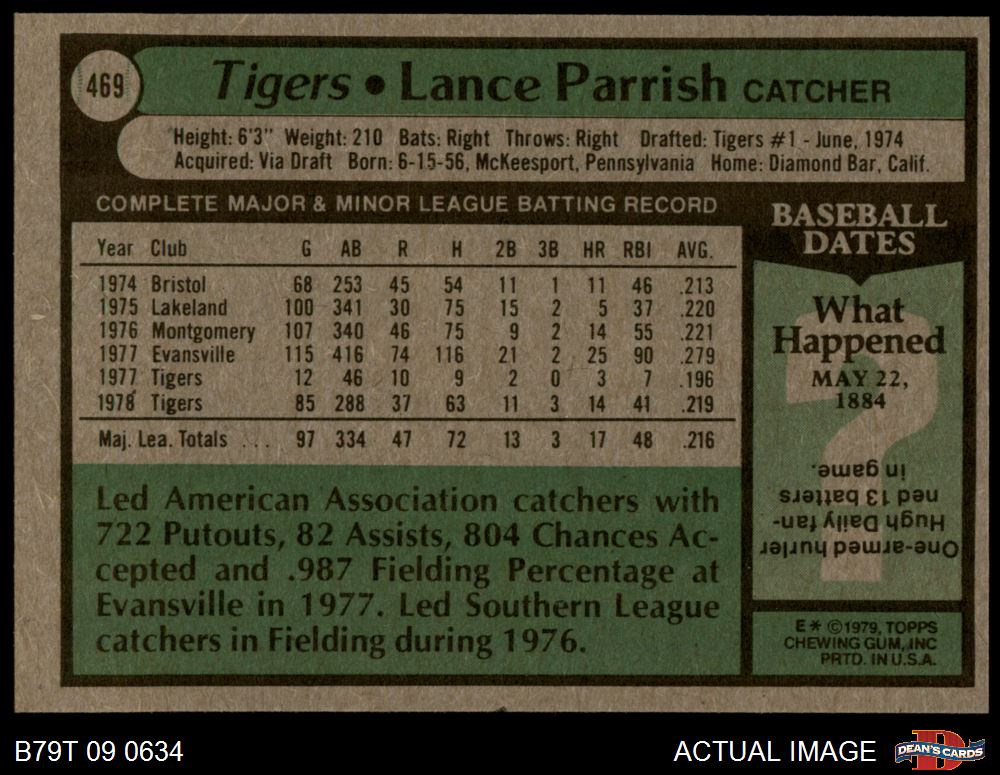 469
Tigers • Lance Parrish CATCHER
Height: 6'3" Weight: 210 Bats: Right Throws: Right Drafted: Tigers #1 - June, 1974
Acquired: Via Draft Born: 6-15-56, McKeesport, Pennsylvania Home: Diamond Bar, Calif.
COMPLETE MAJOR & MINOR LEAGUE BATTING RECORD
Year Club G AB R H 2B 3B HR RBI AVG.
1974 Bristol 68 253 45 54 11 1 11 46 .213
1975 Lakeland 100 341 30 75 15 2 5 37 .220
1976 Montgomery 107 340 46 75 9 2 14 55 .221
1977 Evansville 115 416 74 116 21 2 25 90 .279
1977 Tigers 12 46 10 9 2 0 3 7 .196
1978 Tigers 85 288 37 63 11 3 14 41 .219
Maj. Lea. Totals ... 97 334 47 72 13 3 17 48 .216
Led American Association catchers with
722 Putouts, 82 Assists, 804 Chances Ac-
cepted and .987 Fielding Percentage at
Evansville in 1977. Led Southern League
catchers in Fielding during 1976.
BASEBALL
DATES
What
Happened
MAY 22,
1884
?
One-armed hurler
Hugh Daily fan-
ned 13 batters
in game.
E* ©1979, TOPPS
CHEWING GUM, INC
PRTD. IN U.S.A.
B79T 09 0634
ACTUAL IMAGE
D
DEAN'S CARDS